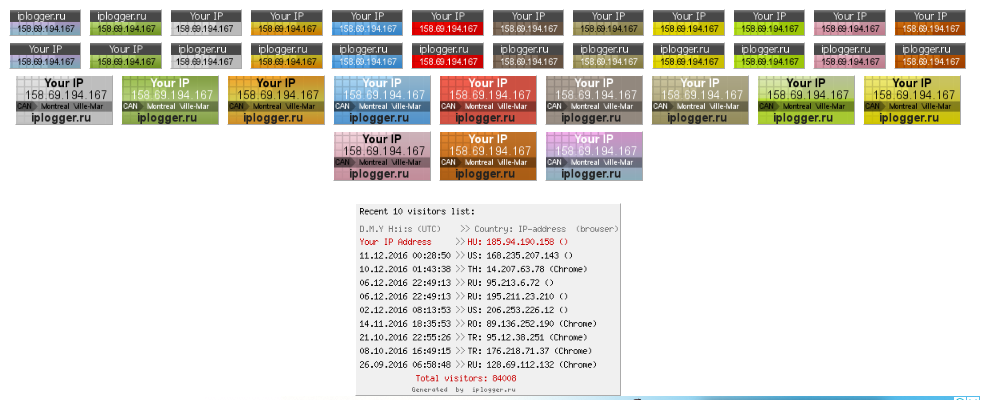 iplogger.ru iplogger.ru Your IP Your IP Your IP Your IP Your IP Your IP Your IP Your IP Your IP Your IP
158.69.194.167 158.69.194.167 158.69.194.167 158.69.194.167 158.69.194.167 158.69.194.167 158.69.194.167 158.69.194.167 158.69.194.167 158.69.194.167 158.69.194.167 158.69.194.167
Your IP Your IP iplogger.ru iplogger.ru iplogger.ru iplogger.ru iplogger.ru iplogger.ru iplogger.ru iplogger.ru iplogger.ru iplogger.ru
158.69.194.167 158.69.194.167 158.69.194.167 158.69.194.167 158.69.194.167 158.69.194.167 158.69.194.167 158.69.194.167 158.69.194.167 158.69.194.167 158.69.194.167 158.69.194.167
Your IP Your IP Your IP Your IP Your IP Your IP Your IP Your IP Your IP
158.69.194.167 158.69.194.167 158.69.194.167 158.69.194.167 158.69.194.167 158.69.194.167 158.69.194.167 158.69.194.167 158.69.194.167
CAN Montreal Ville-Mar CAN Montreal Ville-Mar CAN Montreal Ville-Mar CAN Montreal Ville-Mar CAN Montreal Ville-Mar CAN Montreal Ville-Mar CAN Montreal Ville-Mar CAN Montreal Ville-Mar CAN Montreal Ville-Mar
iplogger.ru iplogger.ru iplogger.ru iplogger.ru iplogger.ru iplogger.ru iplogger.ru iplogger.ru iplogger.ru
Your IP Your IP Your IP
158.69.194.167 158.69.194.167 158.69.194.167
CAN Montreal Ville-Mar CAN Montreal Ville-Mar CAN Montreal Ville-Mar
iplogger.ru iplogger.ru iplogger.ru
Recent 10 visitors list:
D.M.Y H:i:s (UTC) >> Country: IP-address (browser)
Your IP Address >> HU: 185.94.190.158 ()
11.12.2016 00:28:50 >> US: 168.235.207.143 ()
10.12.2016 01:43:38 >> TH: 14.207.63.78 (Chrome)
06.12.2016 22:49:13 >> RU: 95.213.6.72 ()
06.12.2016 22:49:13 >> RU: 195.211.23.210 ()
02.12.2016 08:13:53 >> US: 206.253.226.12 ()
14.11.2016 18:35:53 >> RO: 89.136.252.190 (Chrome)
21.10.2016 22:55:26 >> TR: 95.12.38.251 (Chrome)
08.10.2016 16:49:15 >> TR: 176.218.71.37 (Chrome)
26.09.2016 06:58:48 >> RU: 128.69.112.132 (Chrome)
Total visitors: 84008
Generated by iplogger.ru